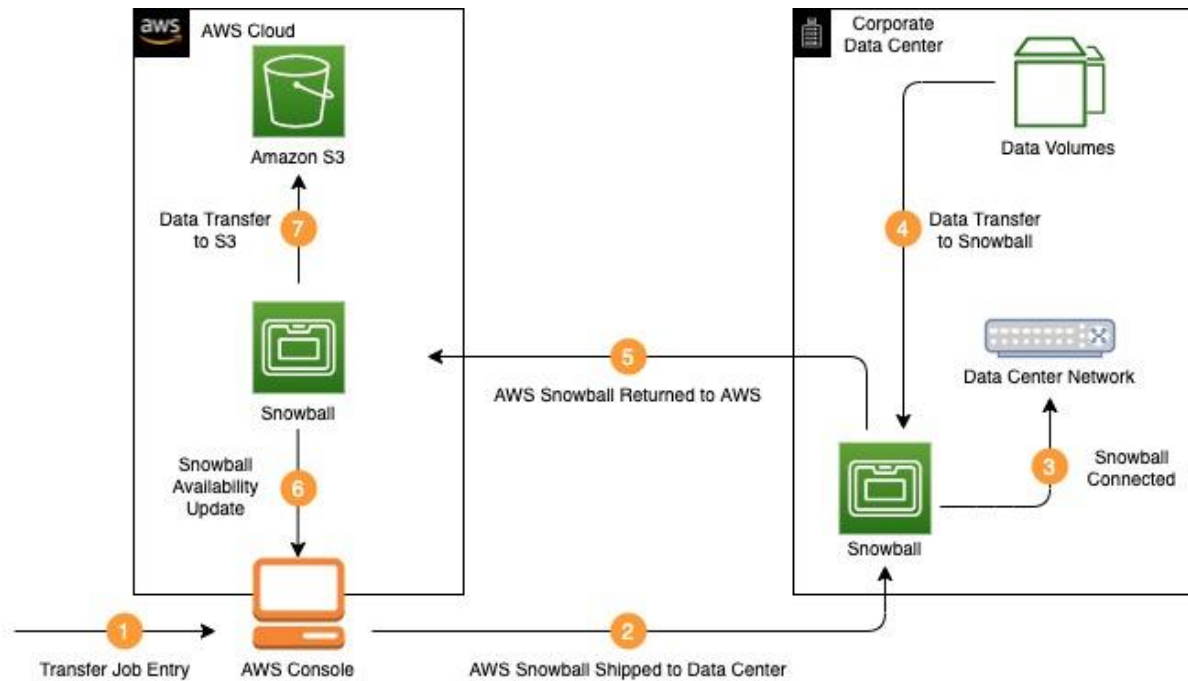 aws
AWS Cloud
Amazon S3
Data Transfer
to S3
7
Snowball
Snowball
Availability
Update
6
1
Transfer Job Entry
AWS Console
2
AWS Snowball Shipped to Data Center
5
AWS Snowball Returned to AWS
Corporate
Data Center
Data Volumes
4
Data Transfer
to Snowball
Data Center Network
3
Snowball
Connected
Snowball